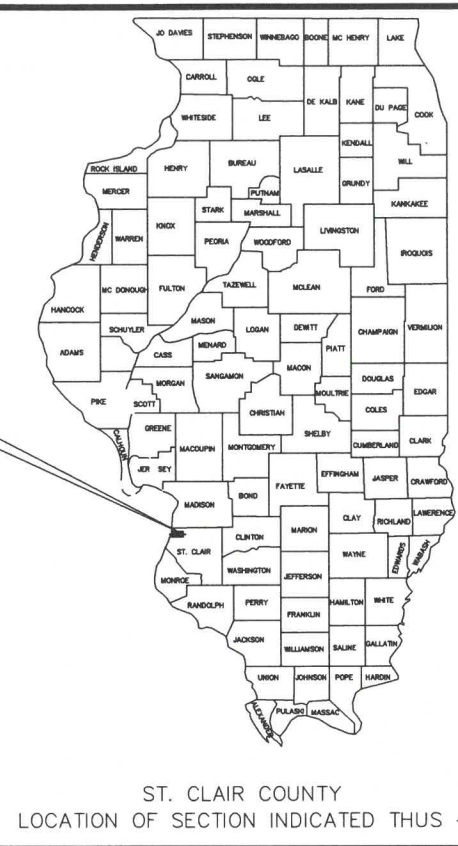 JO DAVIES
STEPHENSON
WINNEBAGO
BOONE
MC HENRY
LAKE
CARROLL
OGLE
DE KALB
KANE
DU PAGE
COOK
WHITESIDE
LEE
KENDALL
WILL
ROCK ISLAND
HENRY
BUREAU
LASALLE
GRUNDY
MERCER
PUTNAM
KANKAKEE
HENDERSON
WARREN
KNOX
STARK
MARSHALL
LIVINGSTON
PEORIA
WOODFORD
IROQUOIS
HANCOCK
MC DONOUGH
FULTON
TAZEWELL
MCLEAN
FORD
SCHUYLER
MASON
LOGAN
DEWITT
CHAMPAIGN
VERMILION
ADAMS
CASS
MENARD
PIATT
MACON
PIKE
MORGAN
SANGAMON
DOUGLAS
SCOTT
CHRISTIAN
MOULTRIE
COLES
EDGAR
GREENE
SHELBY
CALHOUN
MACOUPIN
MONTGOMERY
CUMBERLAND
CLARK
JER SEY
FAYETTE
EFFINGHAM
JASPER
CRAWFORD
MADISON
BOND
CLAY
RICHLAND
LAWERENCE
MARION
ST. CLAIR
CLINTON
WAYNE
EDWARDS
WABASH
MONROE
WASHINGTON
JEFFERSON
RANDOLPH
PERRY
HAMILTON
WHITE
FRANKLIN
JACKSON
WILLIAMSON
SALINE
GALLATIN
UNION
JOHNSON
POPE
HARDIN
ALEXANDER
PULASKI
MASSAC
ST. CLAIR COUNTY
LOCATION OF SECTION INDICATED THUS -